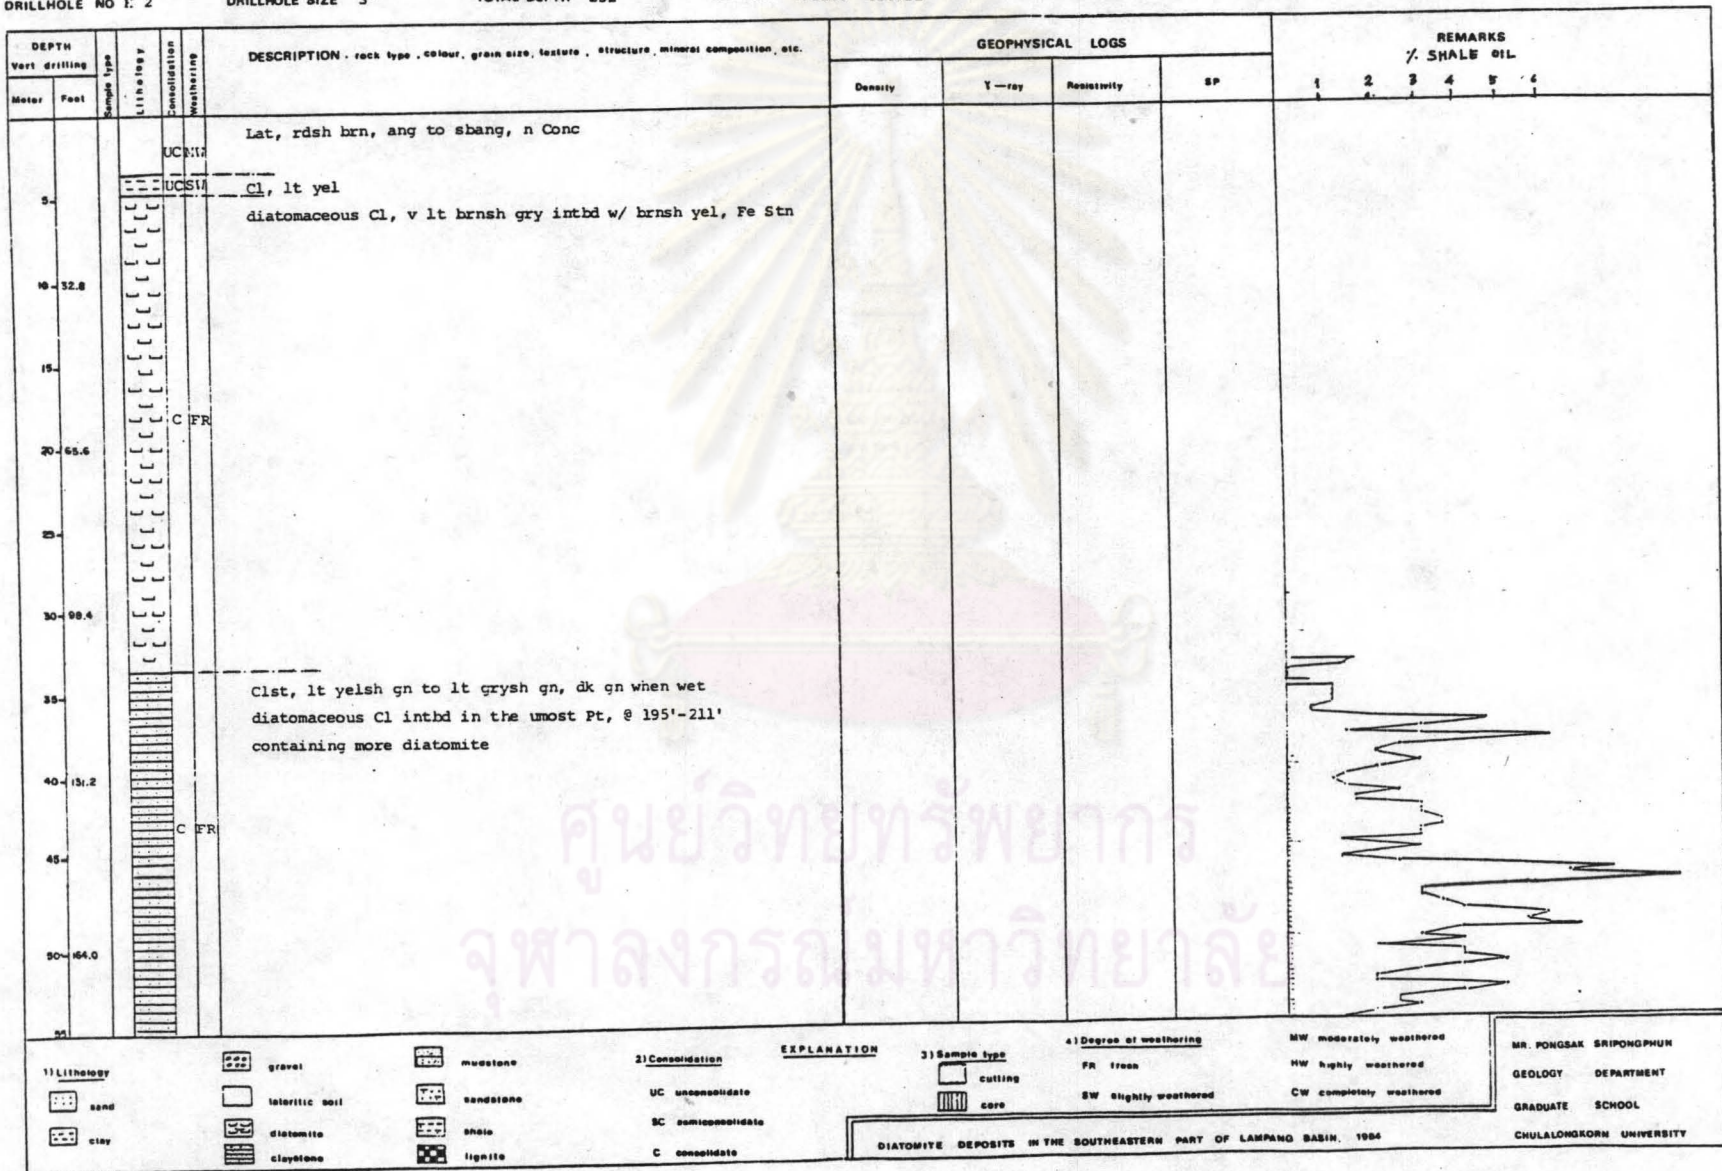 DRILLHOLE NO
2
DRILLHOLE SIZE 3
DEPTH
Vert drilling
Meter
Foot
Sample type
Lithology
Consolidation
Weathering
DESCRIPTION . rock type , colour, grain size, texture , structure, mineral composition, etc.
GEOPHYSICAL LOGS
Density
γ-ray
Resistivity
SP
REMARKS
% SHALE OIL
1 2 3 4 5 6
Lat, rdsh brn, ang to sbang, n Conc
UC
UC SW
Cl, lt yel
5
diatomaceous Cl, v lt brnsh gry intbd w/ brnsh yel, Fe Stn
10 32.8
15
C FR
20 65.6
25
30 98.4
Clst, lt yelsh gn to lt grysh gn, dk gn when wet
35
diatomaceous Cl intbd in the umost Pt, @ 195'-211'
containing more diatomite
40 131.2
C FR
45
50 164.0
55
ศูนย์วิทยทรัพยากร
จุฬาลงกรณ์มหาวิทยาลัย
EXPLANATION
1) Lithology
sand
clay
gravel
lateritic soil
diatomite
claystone
mudstone
sandstone
shale
lignite
2) Consolidation
UC unconsolidate
SC semiconsolidate
C consolidate
3) Sample type
cutting
core
4) Degree of weathering
FR fresh
SW slightly weathered
MW moderately weathered
HW highly weathered
CW completely weathered
DIATOMITE DEPOSITS IN THE SOUTHEASTERN PART OF LAMPANG BASIN, 1984
MR. PONGSAK SRIPONGPHUN
GEOLOGY DEPARTMENT
GRADUATE SCHOOL
CHULALONGKORN UNIVERSITY